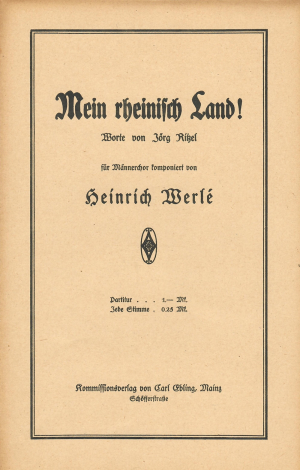 Mein rheinisch Land!
Worte von Jörg Ritzel
für Männerchor komponiert von
Heinrich Werlé
Partitur . . . 1.— Mk.
Jede Stimme . 0.25 Mk.
Kommissionsverlag von Carl Ebling, Mainz
Schöfferstraße